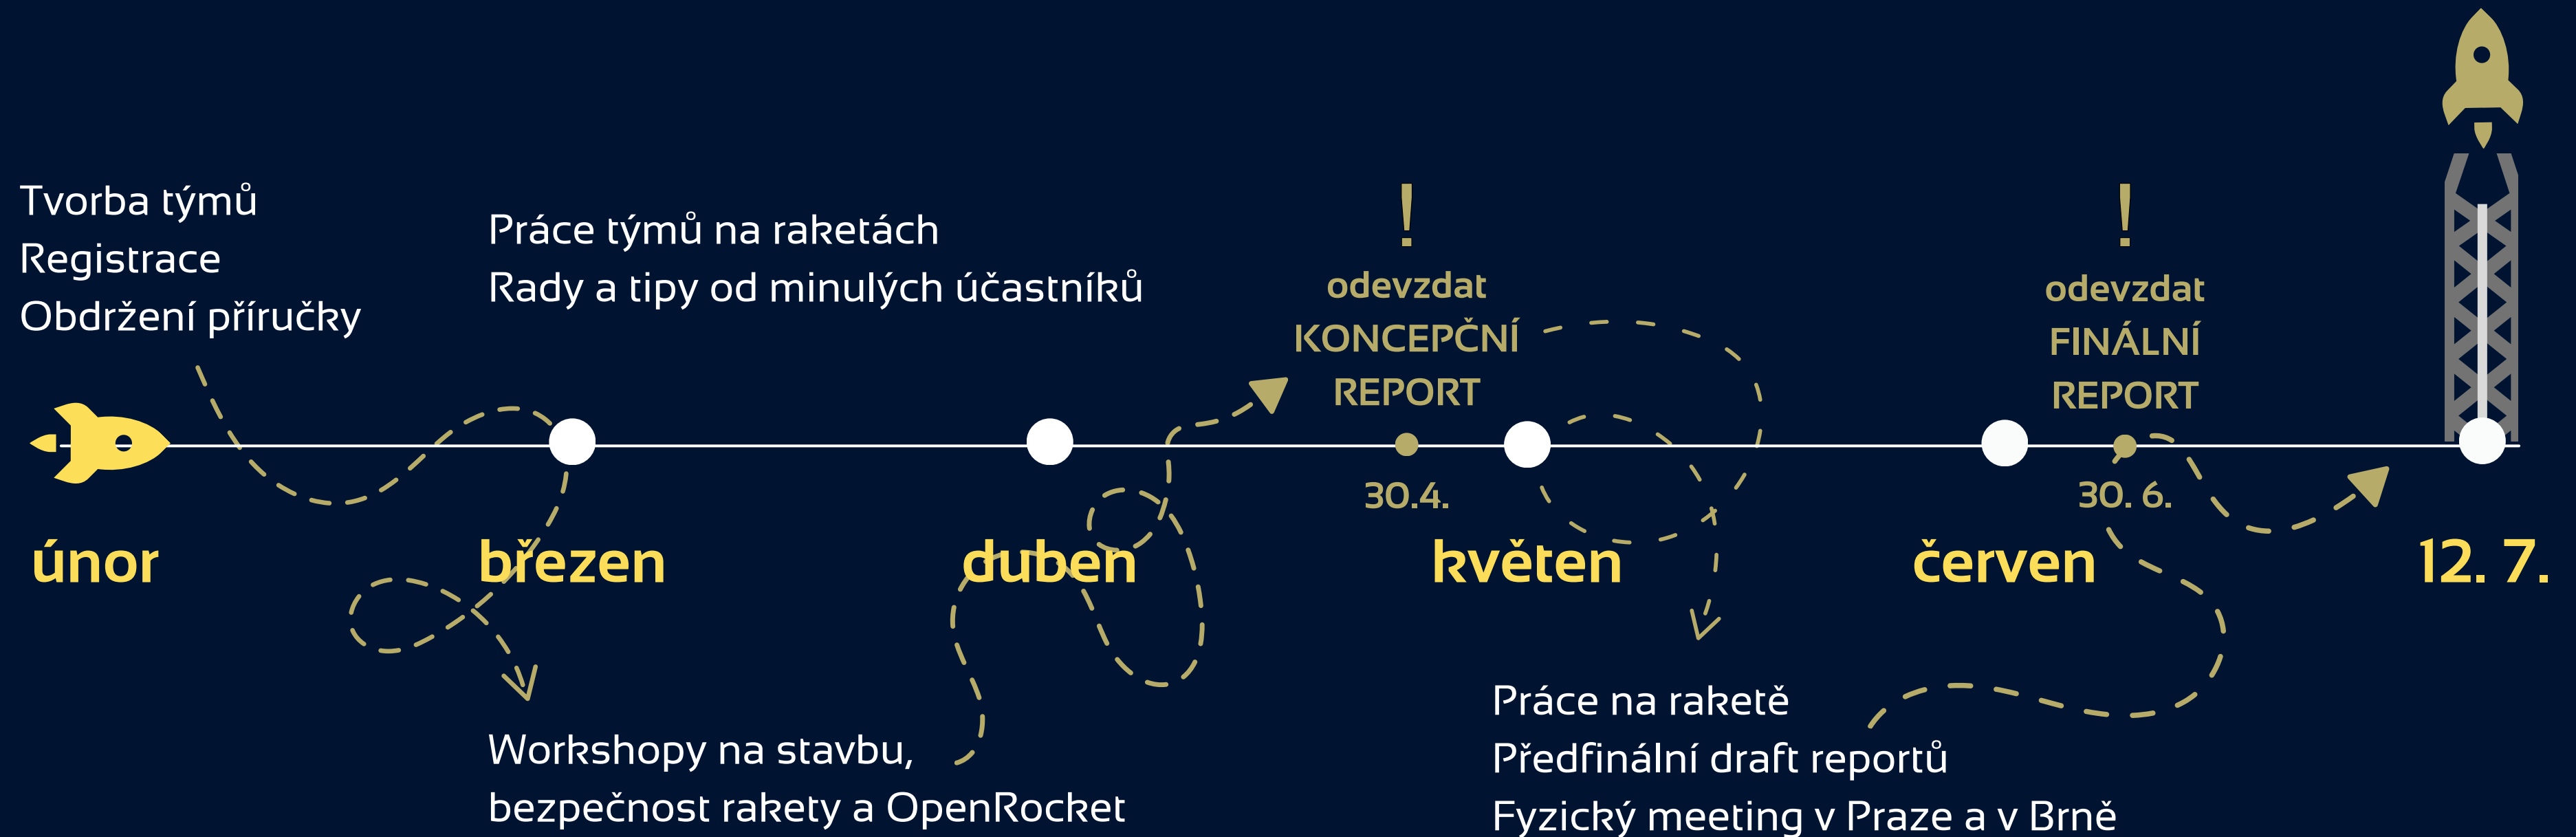 Tvorba týmů
Registrace
Obdržení příručky
Práce týmů na raketách
Rady a tipy od minulých účastníků
!
odevzdat
KONCEPČNÍ
REPORT
!
odevzdat
FINÁLNÍ
REPORT
30.4.
30. 6.
únor
březen
duben
květen
červen
12. 7.
Workshopy na stavbu,
bezpečnost rakety a OpenRocket
Práce na raketě
Předfinální draft reportů
Fyzický meeting v Praze a v Brně